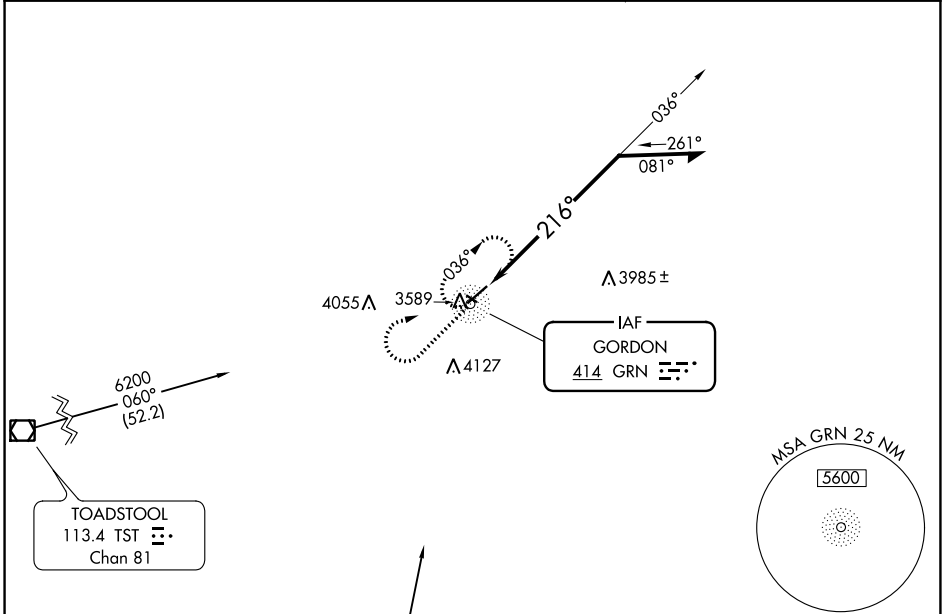 036°
261°
081°
216°
036°
3985±
4055 3589
IAF
GORDON
414 GRN
4127
6200
060°
(52.2)
MSA GRN 25 NM
5600
TOADSTOOL
113.4 TST
Chan 81